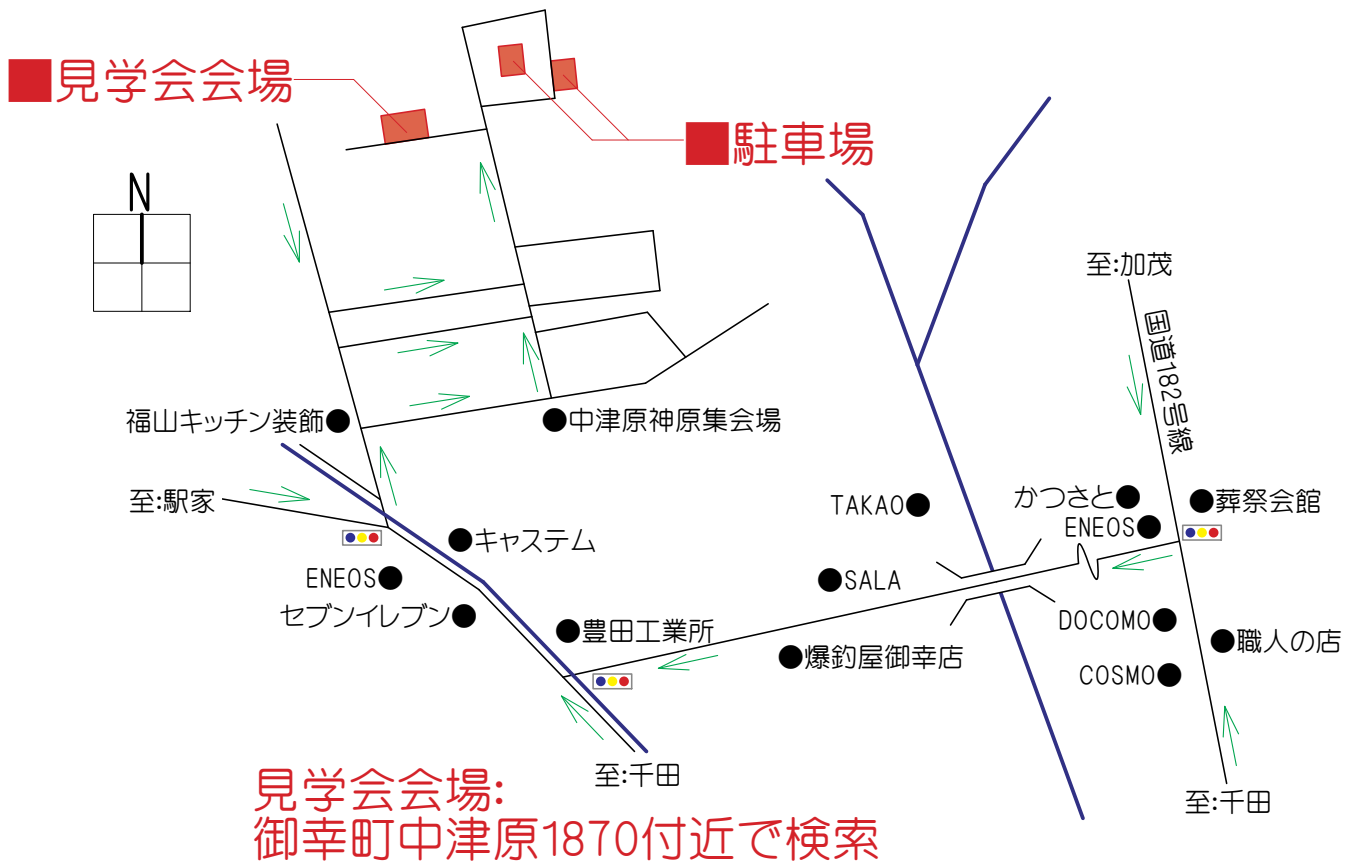 ■見学会会場
■駐車場
N
至:加茂
国道182号線
福山キッチン装飾●
●中津原神原集会場
至:駅家
TAKAO●
かつさと●
●葬祭会館
ENEOS●
●キャステム
ENEOS●
●SALA
セブンイレブン●
●豊田工業所
DOCOMO●
●職人の店
●爆釣屋御幸店
COSMO●
至:千田
至:千田
見学会会場:
御幸町中津原1870付近で検索